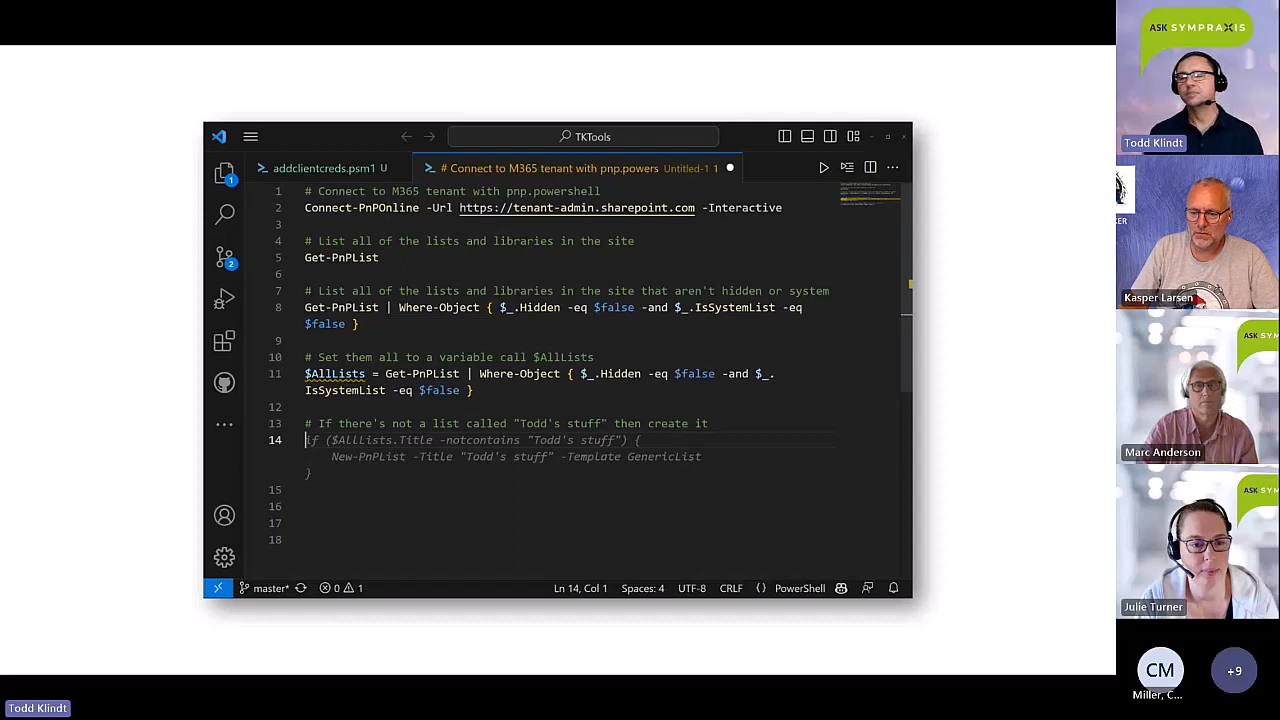 TKTools
addclientcreds.psm1 U
# Connect to M365 tenant with pnp.powers Untitled-1 1
1 # Connect to M365 tenant with pnp.powershell
2 Connect-PnPOnline -Url https://tenant-admin.sharepoint.com -Interactive
3
4 # List all of the lists and libraries in the site
5 Get-PnPList
6
7 # List all of the lists and libraries in the site that aren't hidden or system
8 Get-PnPList | Where-Object { $_.Hidden -eq $false -and $_.IsSystemList -eq
$false }
9
10 # Set them all to a variable call $AllLists
11 $AllLists = Get-PnPList | Where-Object { $_.Hidden -eq $false -and $_.
IsSystemList -eq $false }
12
13 # If there's not a list called "Todd's stuff" then create it
14 if ($AllLists.Title -notcontains "Todd's stuff") {
New-PnPList -Title "Todd's stuff" -Template GenericList
}
15
16
17
18
1
2
master* 0 1
Ln 14, Col 1 Spaces: 4 UTF-8 CRLF {} PowerShell
ASK SYMPRAXIS
Todd Klindt
KER
Kasper Larsen
ASK SYM
Marc Anderson
ASK SYM
Julie Turner
CM
Miller, C...
+9
Todd Klindt